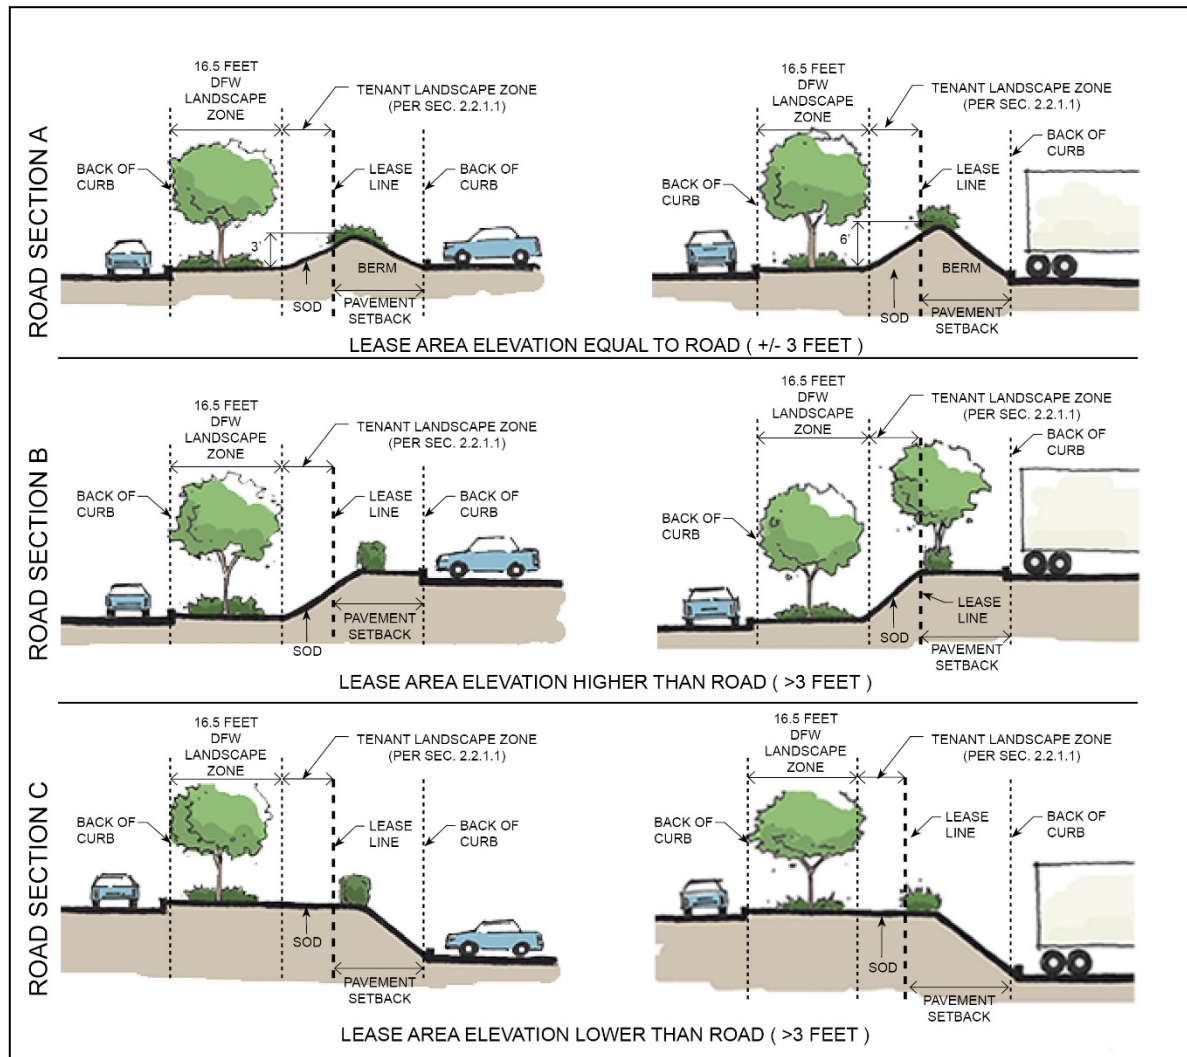 ROAD SECTION A
16.5 FEET
DFW
LANDSCAPE
ZONE
TENANT LANDSCAPE ZONE
(PER SEC. 2.2.1.1)
BACK OF
CURB
LEASE
LINE
BACK OF
CURB
3'
BERM
SOD
PAVEMENT
SETBACK
16.5 FEET
DFW
LANDSCAPE
ZONE
TENANT LANDSCAPE ZONE
(PER SEC. 2.2.1.1)
BACK OF
CURB
LEASE
LINE
BACK OF
CURB
6'
BERM
SOD
PAVEMENT
SETBACK
LEASE AREA ELEVATION EQUAL TO ROAD ( +/- 3 FEET )
ROAD SECTION B
16.5 FEET
DFW
LANDSCAPE
ZONE
TENANT LANDSCAPE ZONE
(PER SEC. 2.2.1.1)
BACK OF
CURB
LEASE
LINE
BACK OF
CURB
PAVEMENT
SETBACK
SOD
16.5 FEET
DFW
LANDSCAPE
ZONE
TENANT LANDSCAPE ZONE
(PER SEC. 2.2.1.1)
BACK OF
CURB
BACK OF
CURB
LEASE
LINE
SOD
PAVEMENT
SETBACK
LEASE AREA ELEVATION HIGHER THAN ROAD ( >3 FEET )
ROAD SECTION C
16.5 FEET
DFW
LANDSCAPE
ZONE
TENANT LANDSCAPE ZONE
(PER SEC. 2.2.1.1)
BACK OF
CURB
LEASE
LINE
BACK OF
CURB
SOD
PAVEMENT
SETBACK
16.5 FEET
DFW
LANDSCAPE
ZONE
TENANT LANDSCAPE ZONE
(PER SEC. 2.2.1.1)
BACK OF
CURB
LEASE
LINE
BACK OF
CURB
SOD
PAVEMENT
SETBACK
LEASE AREA ELEVATION LOWER THAN ROAD ( >3 FEET )